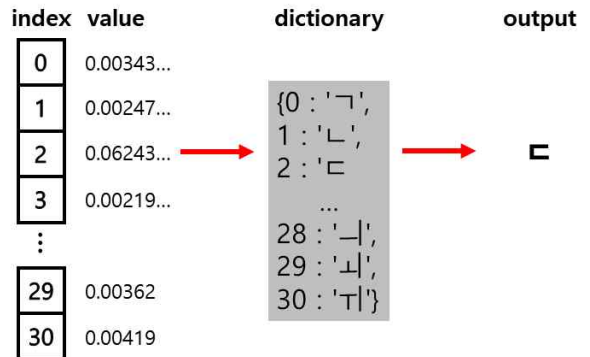 index value dictionary output
0 0.00343...
1 0.00247...
2 0.06243...
3 0.00219...
⋮
29 0.00362
30 0.00419
{0 : 'ㄱ',
1 : 'ㄴ',
2 : 'ㄷ
...
28 : 'ㅢ',
29 : 'ㅚ',
30 : 'ㅟ'}
ㄷ